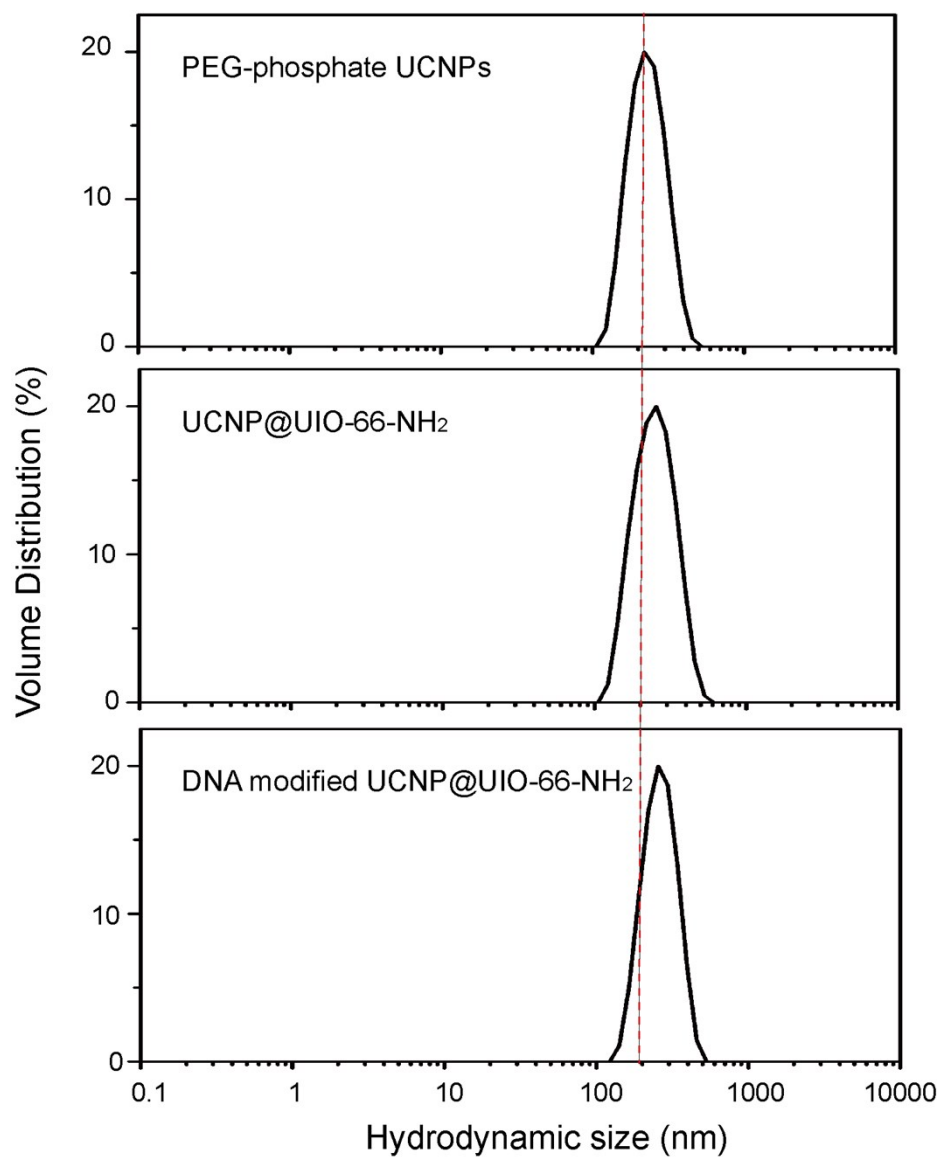 20
PEG-phosphate UCNPs
10
0
20
UCNP@UIO-66-NH2
10
0
Volume Distribution (%)
20
DNA modified UCNP@UIO-66-NH2
10
0
0.1 1 10 100 1000 10000
Hydrodynamic size (nm)